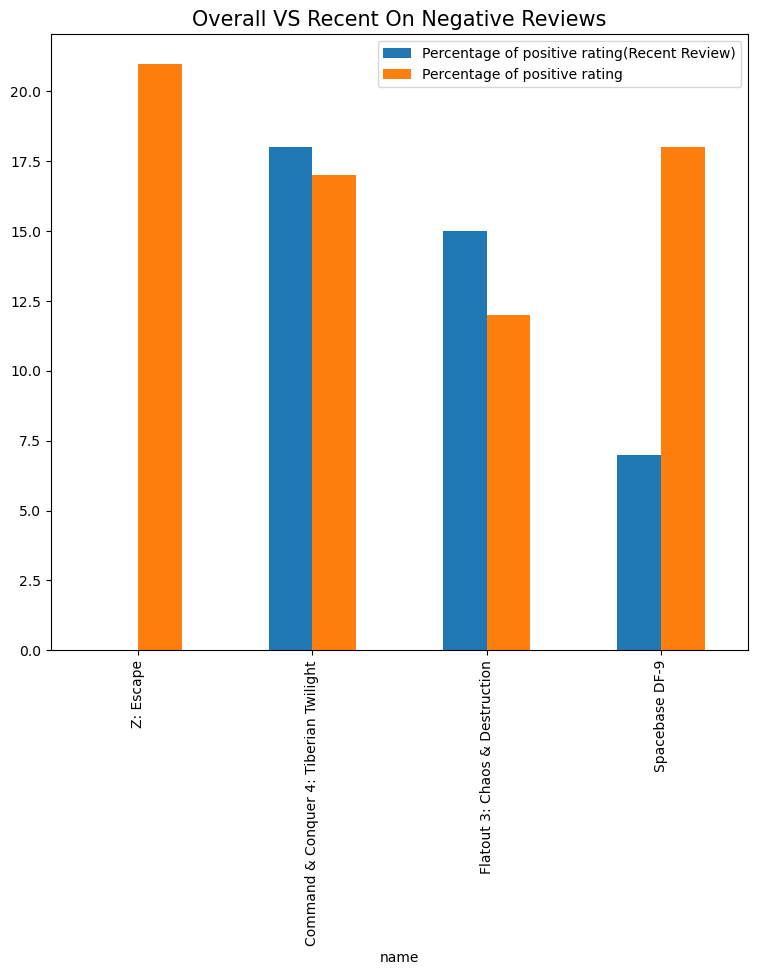 Overall VS Recent On Negative Reviews
Percentage of positive rating(Recent Review)
Percentage of positive rating
20.0
17.5
15.0
12.5
10.0
7.5
5.0
2.5
0.0
Z: Escape
Command & Conquer 4: Tiberian Twilight
Flatout 3: Chaos & Destruction
Spacebase DF-9
name